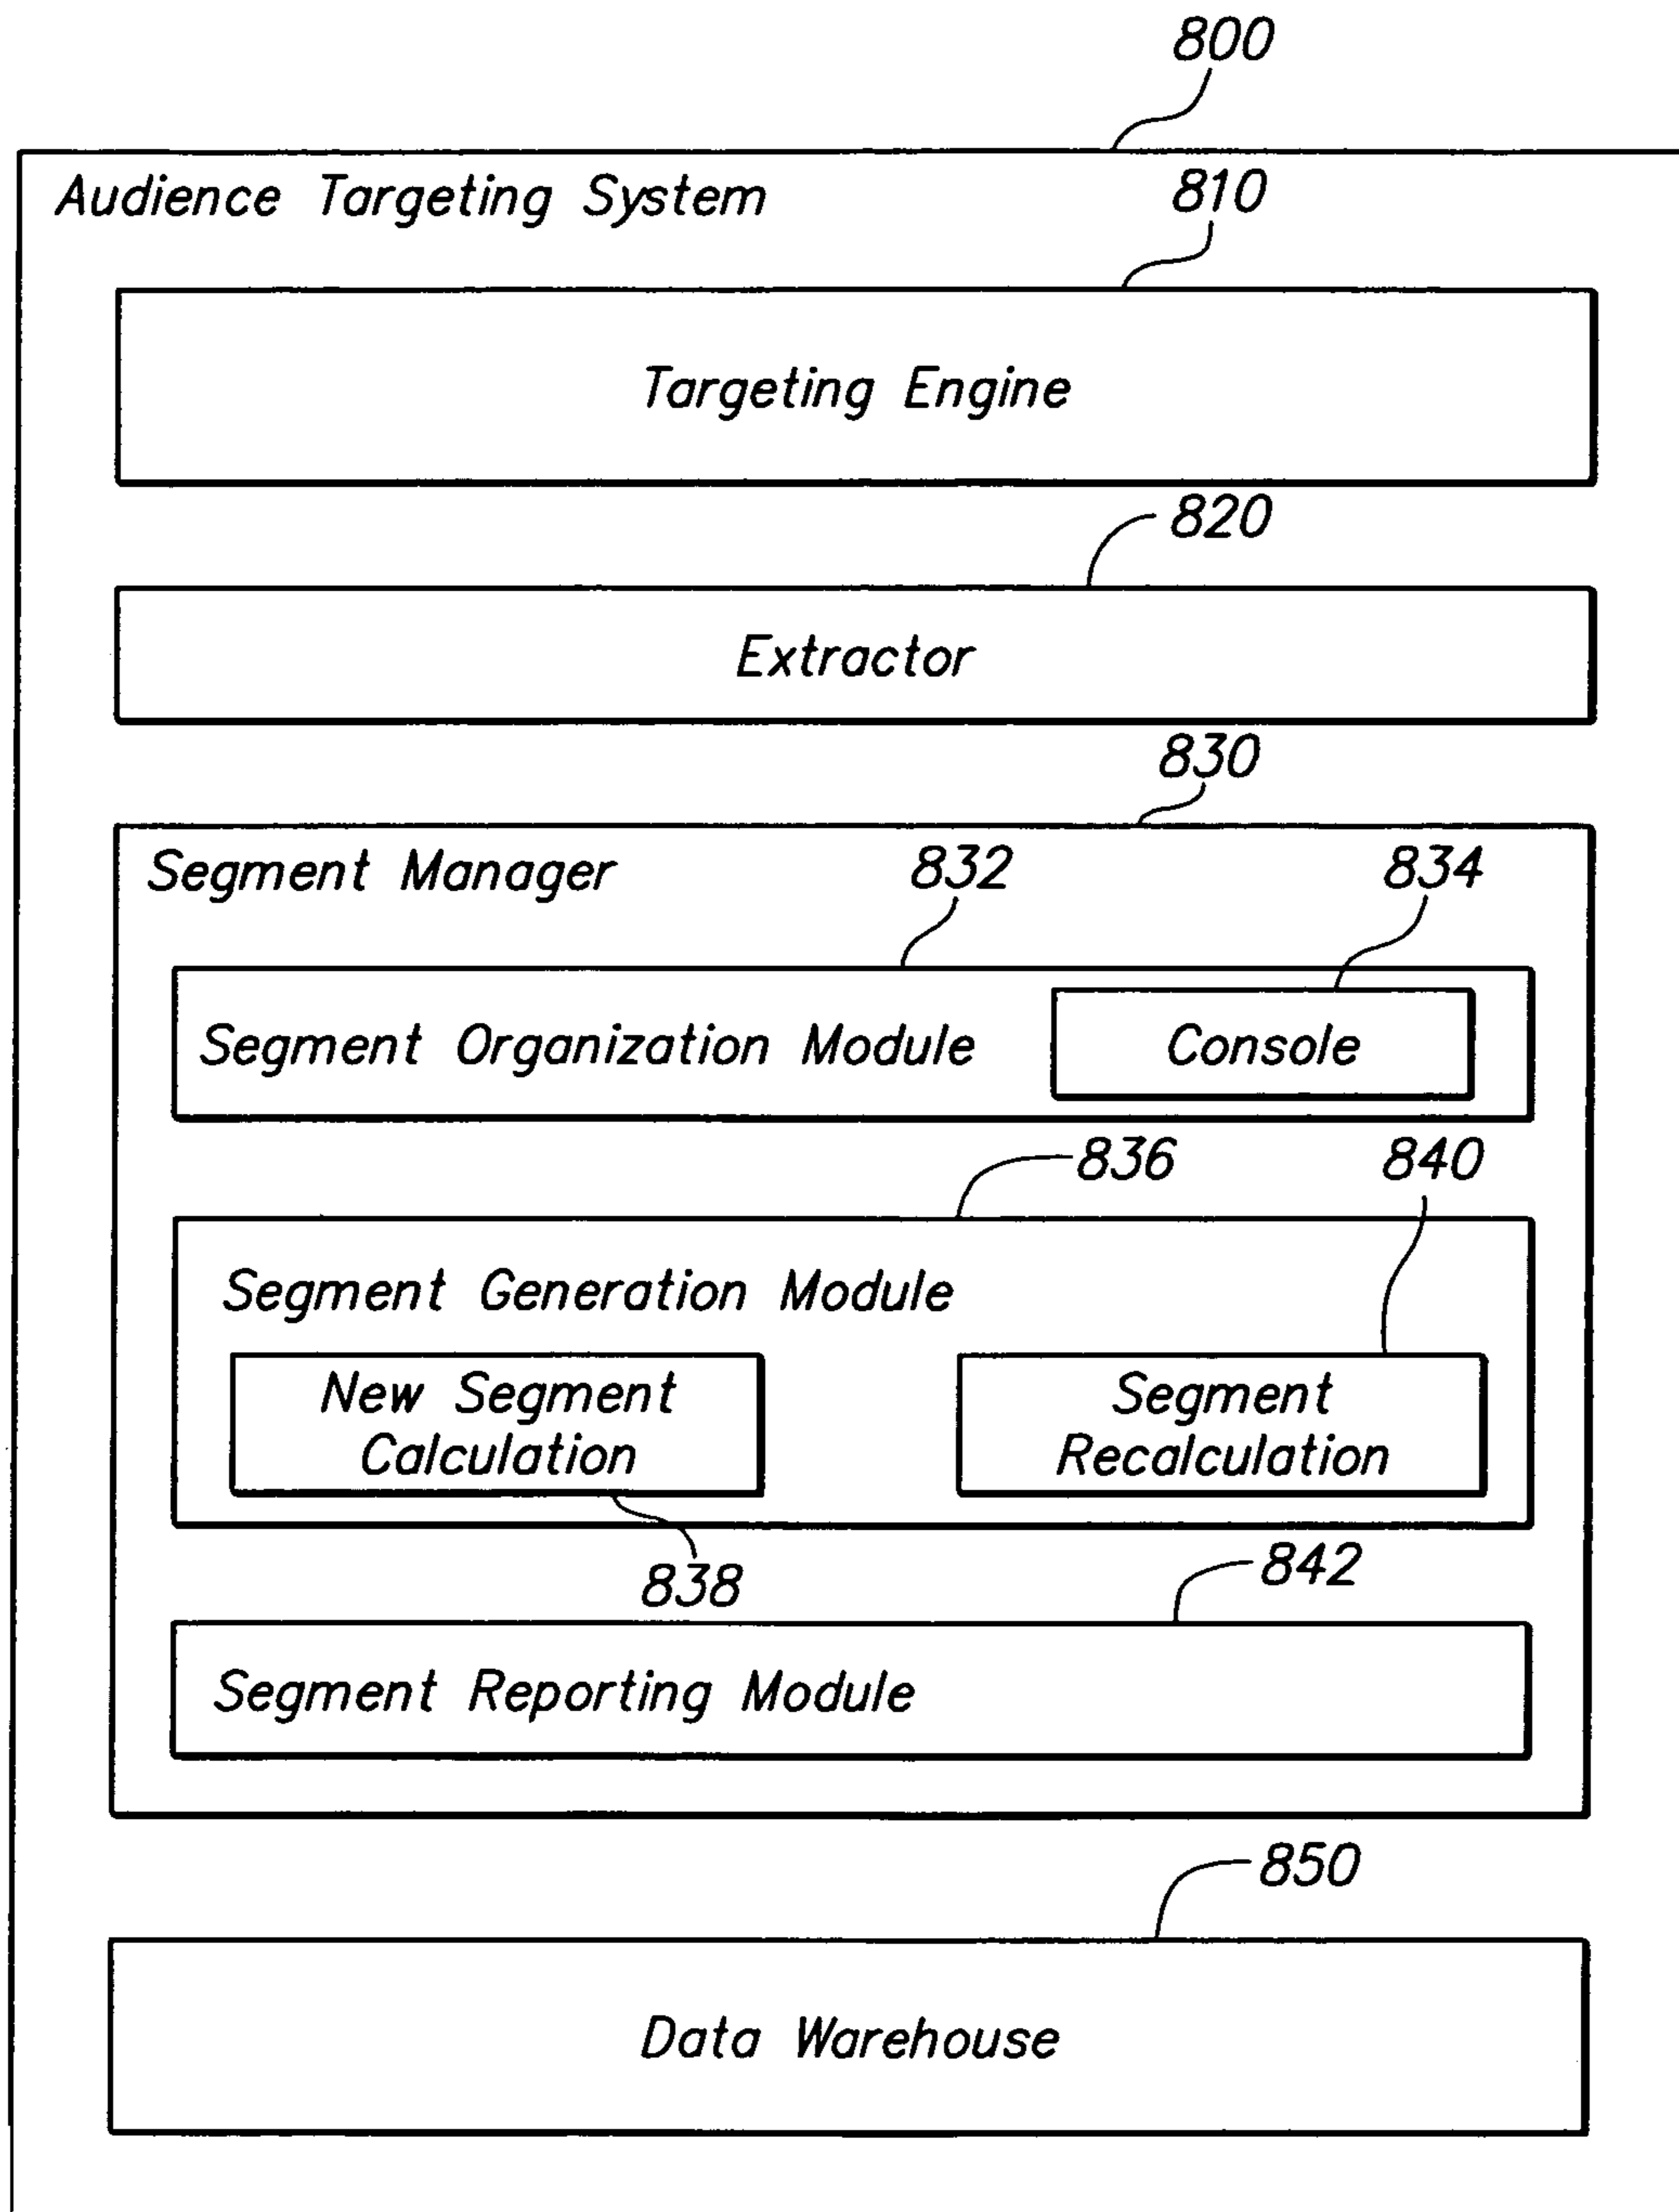 800
Audience Targeting System
810
Targeting Engine
820
Extractor
830
Segment Manager
832
834
Segment Organization Module
Console
836
840
Segment Generation Module
New Segment
Calculation
Segment
Recalculation
838
842
Segment Reporting Module
850
Data Warehouse